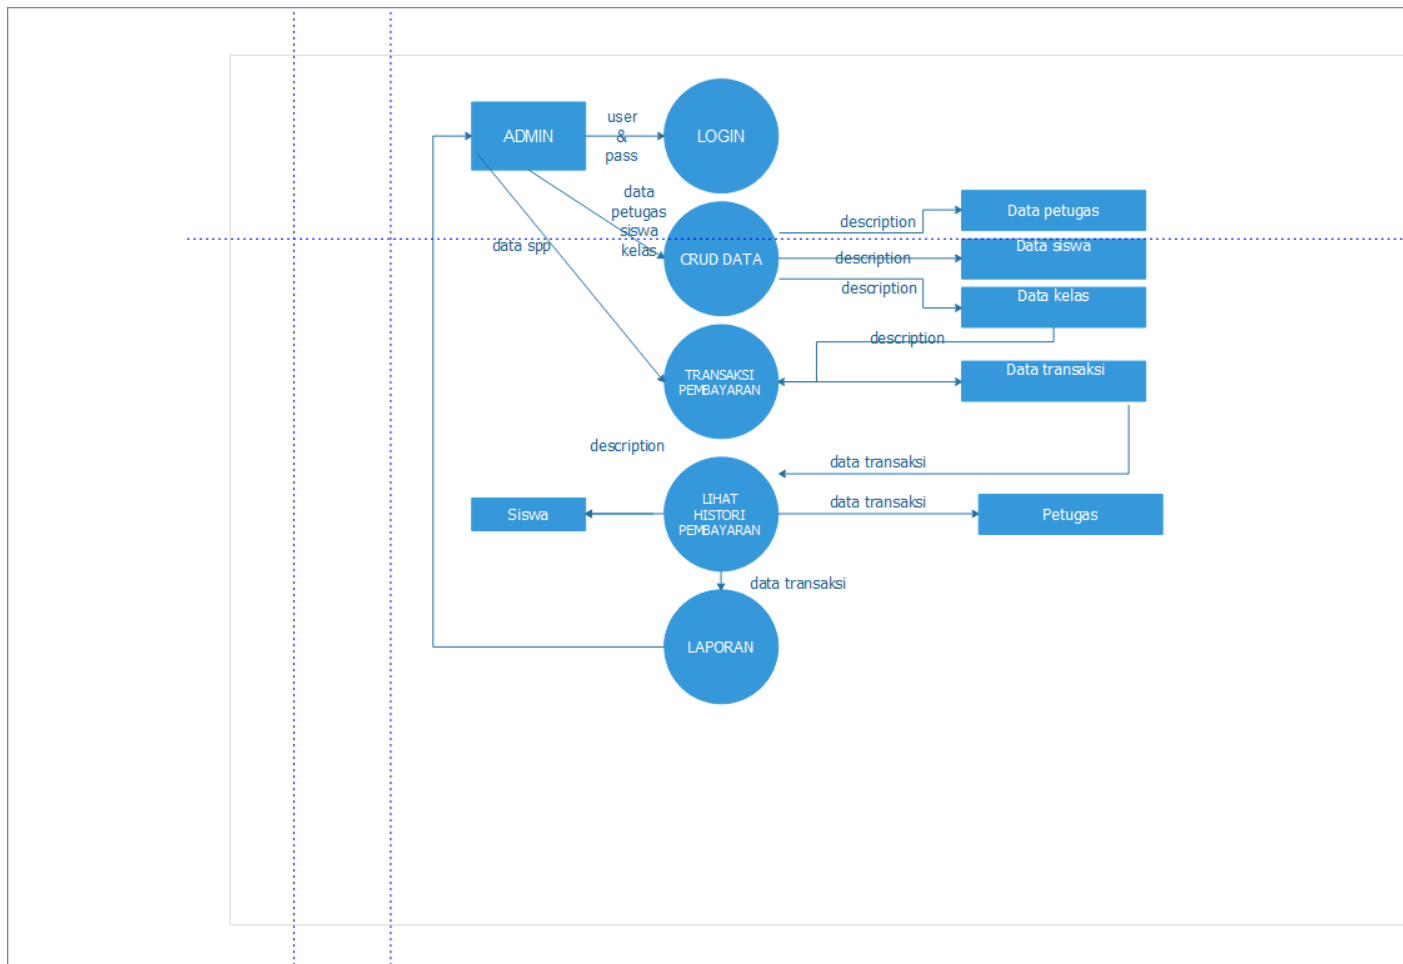 ADMIN
user
&
pass
LOGIN
data
petugas
siswa
kelas
data spp
CRUD DATA
description
Data petugas
description
Data siswa
description
Data kelas
description
TRANSAKSI
PEMBAYARAN
Data transaksi
description
data transaksi
Siswa
LIHAT
HISTORI
PEMBAYARAN
data transaksi
Petugas
data transaksi
LAPORAN